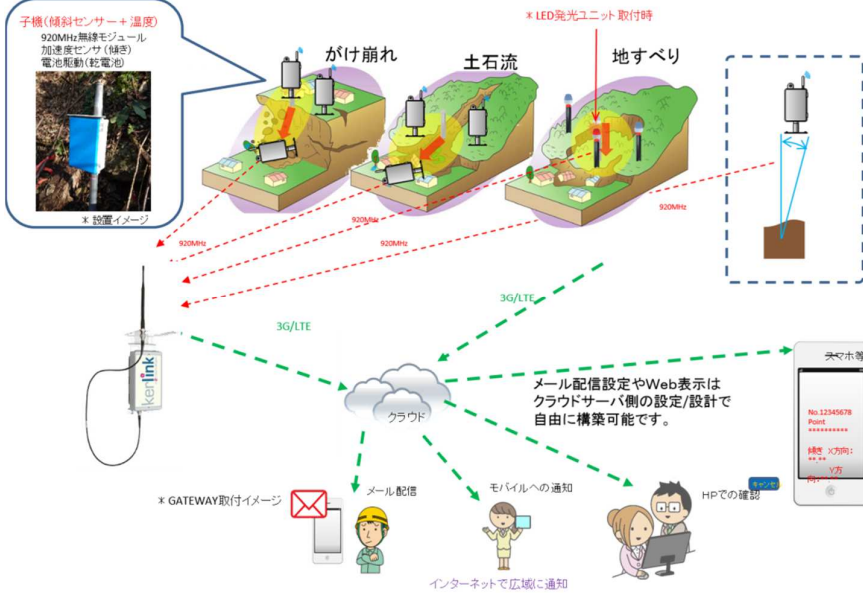 子機(傾斜センサー+温度)
920MHz無線モジュール
加速度センサ(傾き)
電池駆動(乾電池)
*設置イメージ
がけ崩れ
土石流
地すべり
*LED発光ユニット取付時
920MHz
920MHz
920MHz
920MHz
3G/LTE
3G/LTE
kerlink
クラウド
メール配信設定やWeb表示は
クラウドサーバ側の設定/設計で
自由に構築可能です。
スマホ等
No.12345678
Point
**********
傾き X方向:
**.**
Y方
向:**.**
*GATEWAY取付イメージ
メール配信
モバイルへの通知
HPでの確認
キャンセル
インターネットで広域に通知